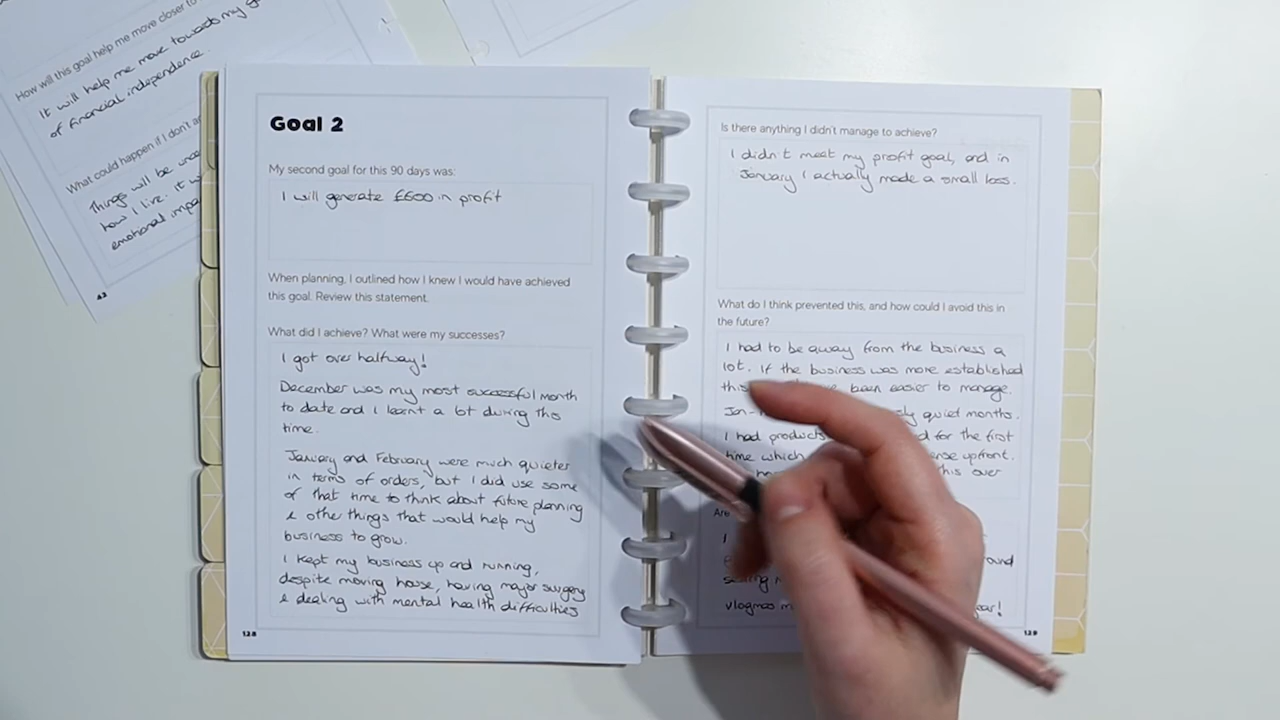 How will this goal help me move closer to
It will help me move towards my
of financial independence.
What could happen if I don't
Things will be
how I live. It
emotional
42
Goal 2
My second goal for this 90 days was:
I will generate £600 in profit
When planning, I outlined how I knew I would have achieved
this goal. Review this statement.
What did I achieve? What were my successes?
I got over halfway!
December was my most successful month
to date and I learnt a lot during this
time.
January and February were much quieter
in terms of orders, but I did use some
of that time to think about future planning
& other things that would help my
business to grow.
I kept my business up and running,
despite moving house, having major surgery
& dealing with mental health difficulties
128
Is there anything I didn't manage to achieve?
I didn't meet my profit goal, and in
January I actually made a small loss.
What do I think prevented this, and how could I avoid this in
the future?
I had to be away from the business a
lot. If the business was more established
this been easier to manage.
Jan- quiet months.
I had products for the first
time which upfront.
this over
Are
I
vlogmas
129